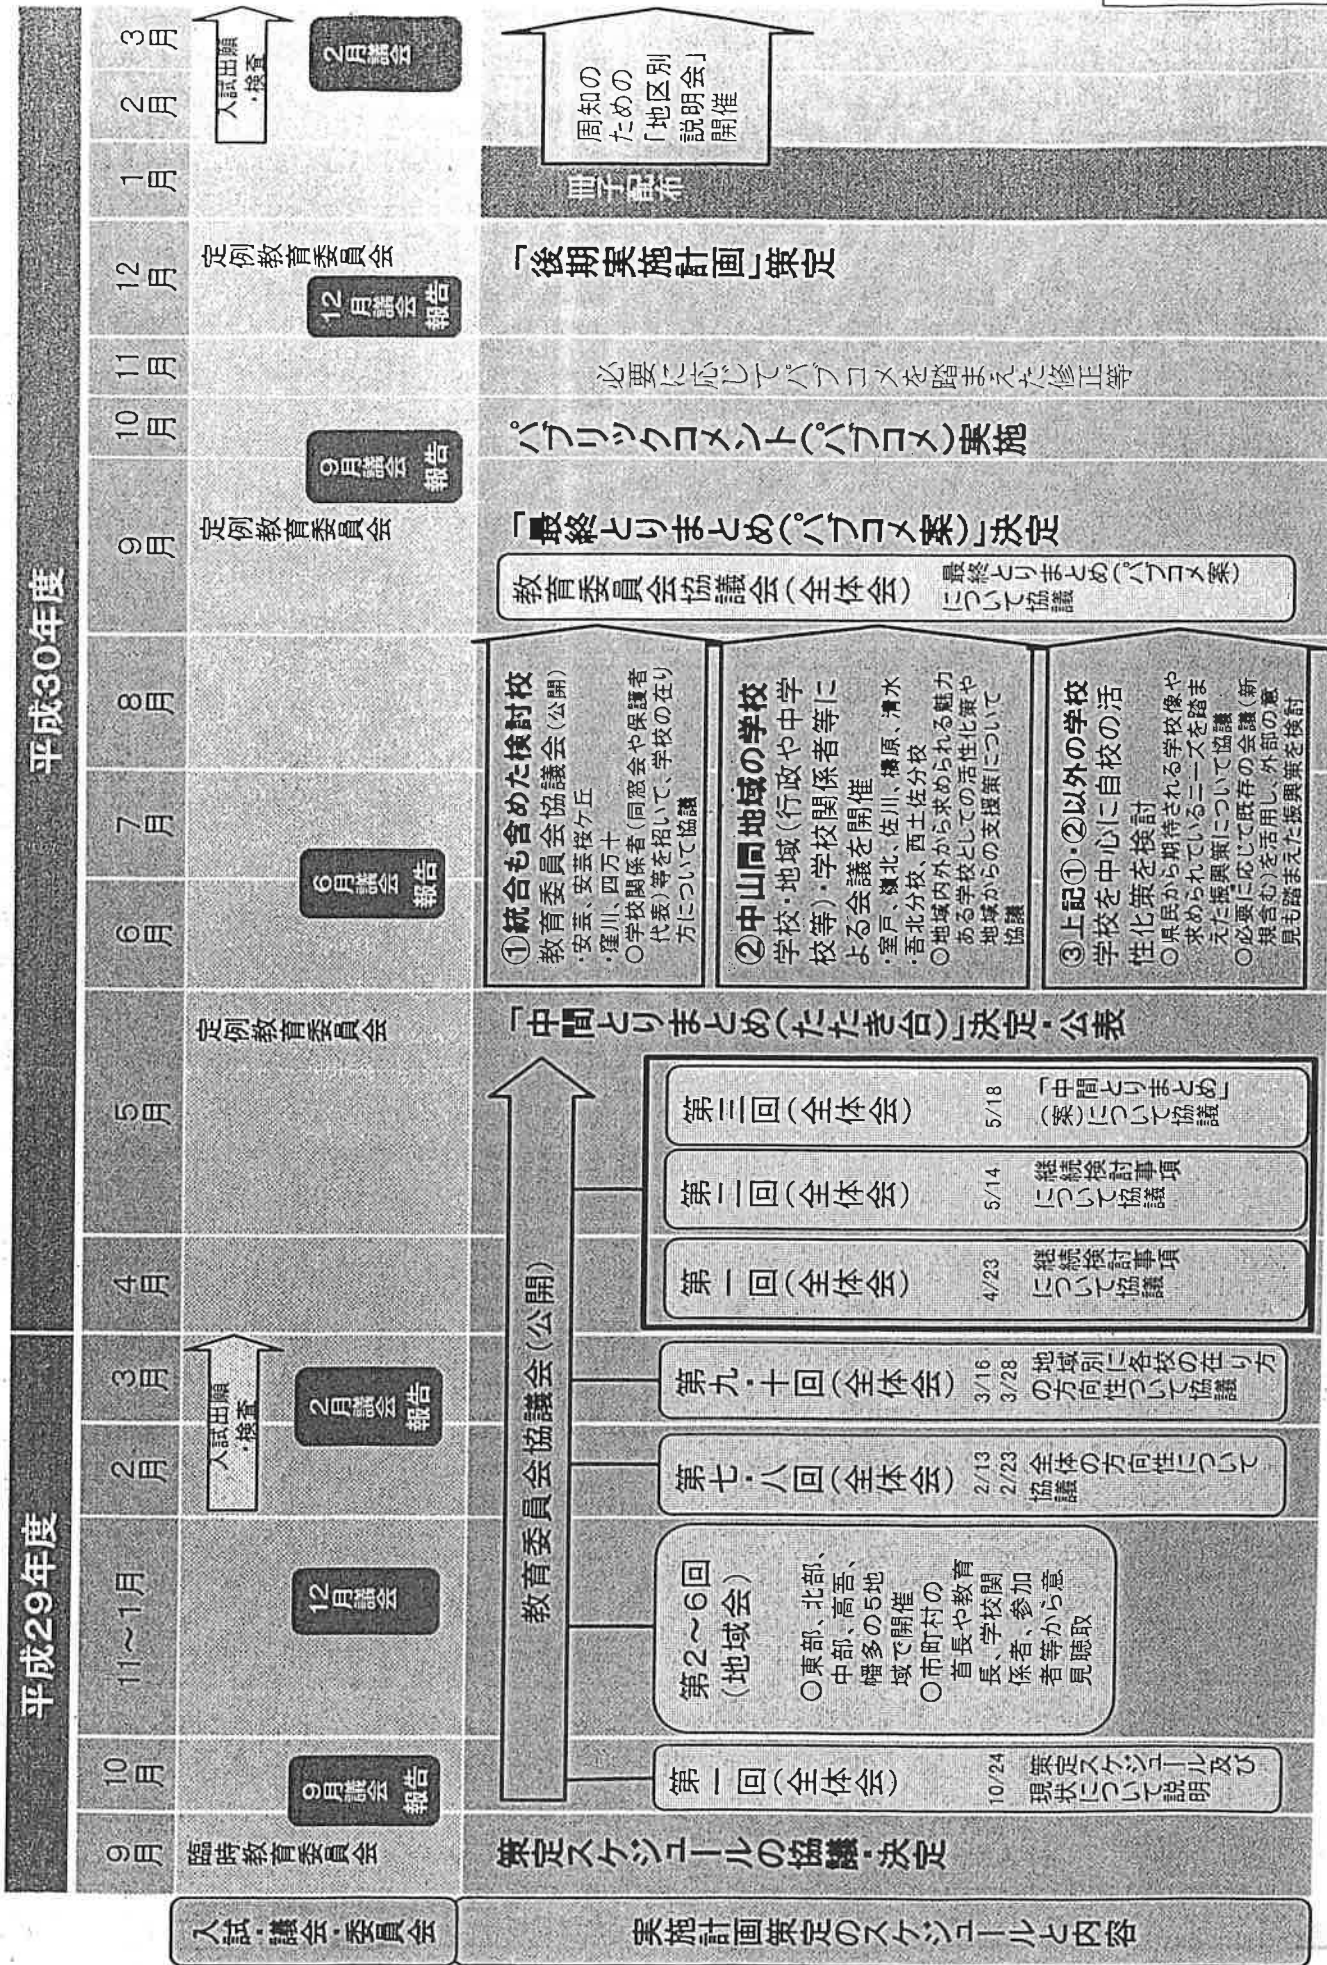 平成29年度
平成30年度
9月
10月
11～1月
2月
3月
4月
5月
6月
7月
8月
9月
10月
11月
12月
1月
2月
3月
入試・議会・委員会
臨時教育委員会
9月議会
報告
12月議会
入試出願
・検査
2月議会
報告
定例教育委員会
6月議会
報告
定例教育委員会
9月議会
報告
12月議会
報告
定例教育委員会
入試出願
・検査
2月議会
実施計画策定のスケジュールと内容
策定スケジュールの協議・決定
教育委員会協議会(公開)
第一回(全体会)
10/24
策定スケジュール及び
現状について説明
第2～6回
(地域会)
○東部、北部、
中部、高吾、
幡多の5地
域で開催
○市町村の
首長や教育
長、学校関
係者、参加
者等から意
見聴取
第七・八回(全体会)
2/13
2/23
全体の方向性について
協議
第九・十回(全体会)
3/16
3/28
地域別に各校の在り方
の方向性ついて協議
第一回(全体会)
4/23
継続検討事項
について協議
第二回(全体会)
5/14
継続検討事項
について協議
第三回(全体会)
5/18
「中間とりまとめ」
(案)について協議
「中間とりまとめ(たたき台)」決定・公表
①統合も含めた検討校
教育委員会協議会(公開)
・安芸、安芸桜ケ丘
・窪川、四万十
○学校関係者(同窓会や保護者
代表)等を招いて、学校の在り
方について協議
②中山間地域の学校
学校・地域(行政や中学
校等)・学校関係者等に
よる会議を開催
・室戸、嶺北、佐川、檮原、清水
・吾北分校、西土佐分校
○地域内外から求められる魅力
ある学校としての活性化策や
地域からの支援策について
協議
③上記①・②以外の学校
学校を中心に自校の活
性化策を検討
○県民から期待される学校像や
求められているニーズを踏ま
えた振興策について協議
○必要に応じて既存の会議(新
規含む)を活用し、外部の意
見も踏まえた振興策を検討
教育委員会協議会(全体会)
最終とりまとめ(パブコメ案)
について協議
「最終とりまとめ(パブコメ案)」決定
パブリックコメント(パブコメ)実施
必要に応じてパブコメを踏まえた修正等
「後期実施計画」策定
冊子配布
周知の
ための
「地区別
説明会」
開催